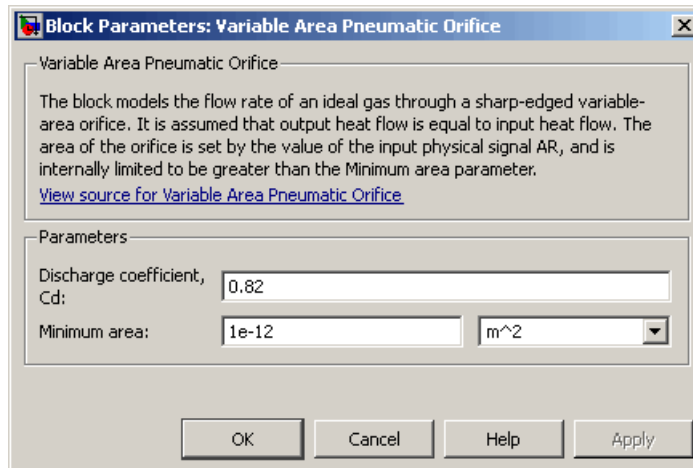 Block Parameters: Variable Area Pneumatic Orifice
Variable Area Pneumatic Orifice
The block models the flow rate of an ideal gas through a sharp-edged variable-
area orifice. It is assumed that output heat flow is equal to input heat flow. The
area of the orifice is set by the value of the input physical signal AR, and is
internally limited to be greater than the Minimum area parameter.
View source for Variable Area Pneumatic Orifice
Parameters
Discharge coefficient,
Cd:
0.82
Minimum area: 1e-12 m^2
OK Cancel Help Apply